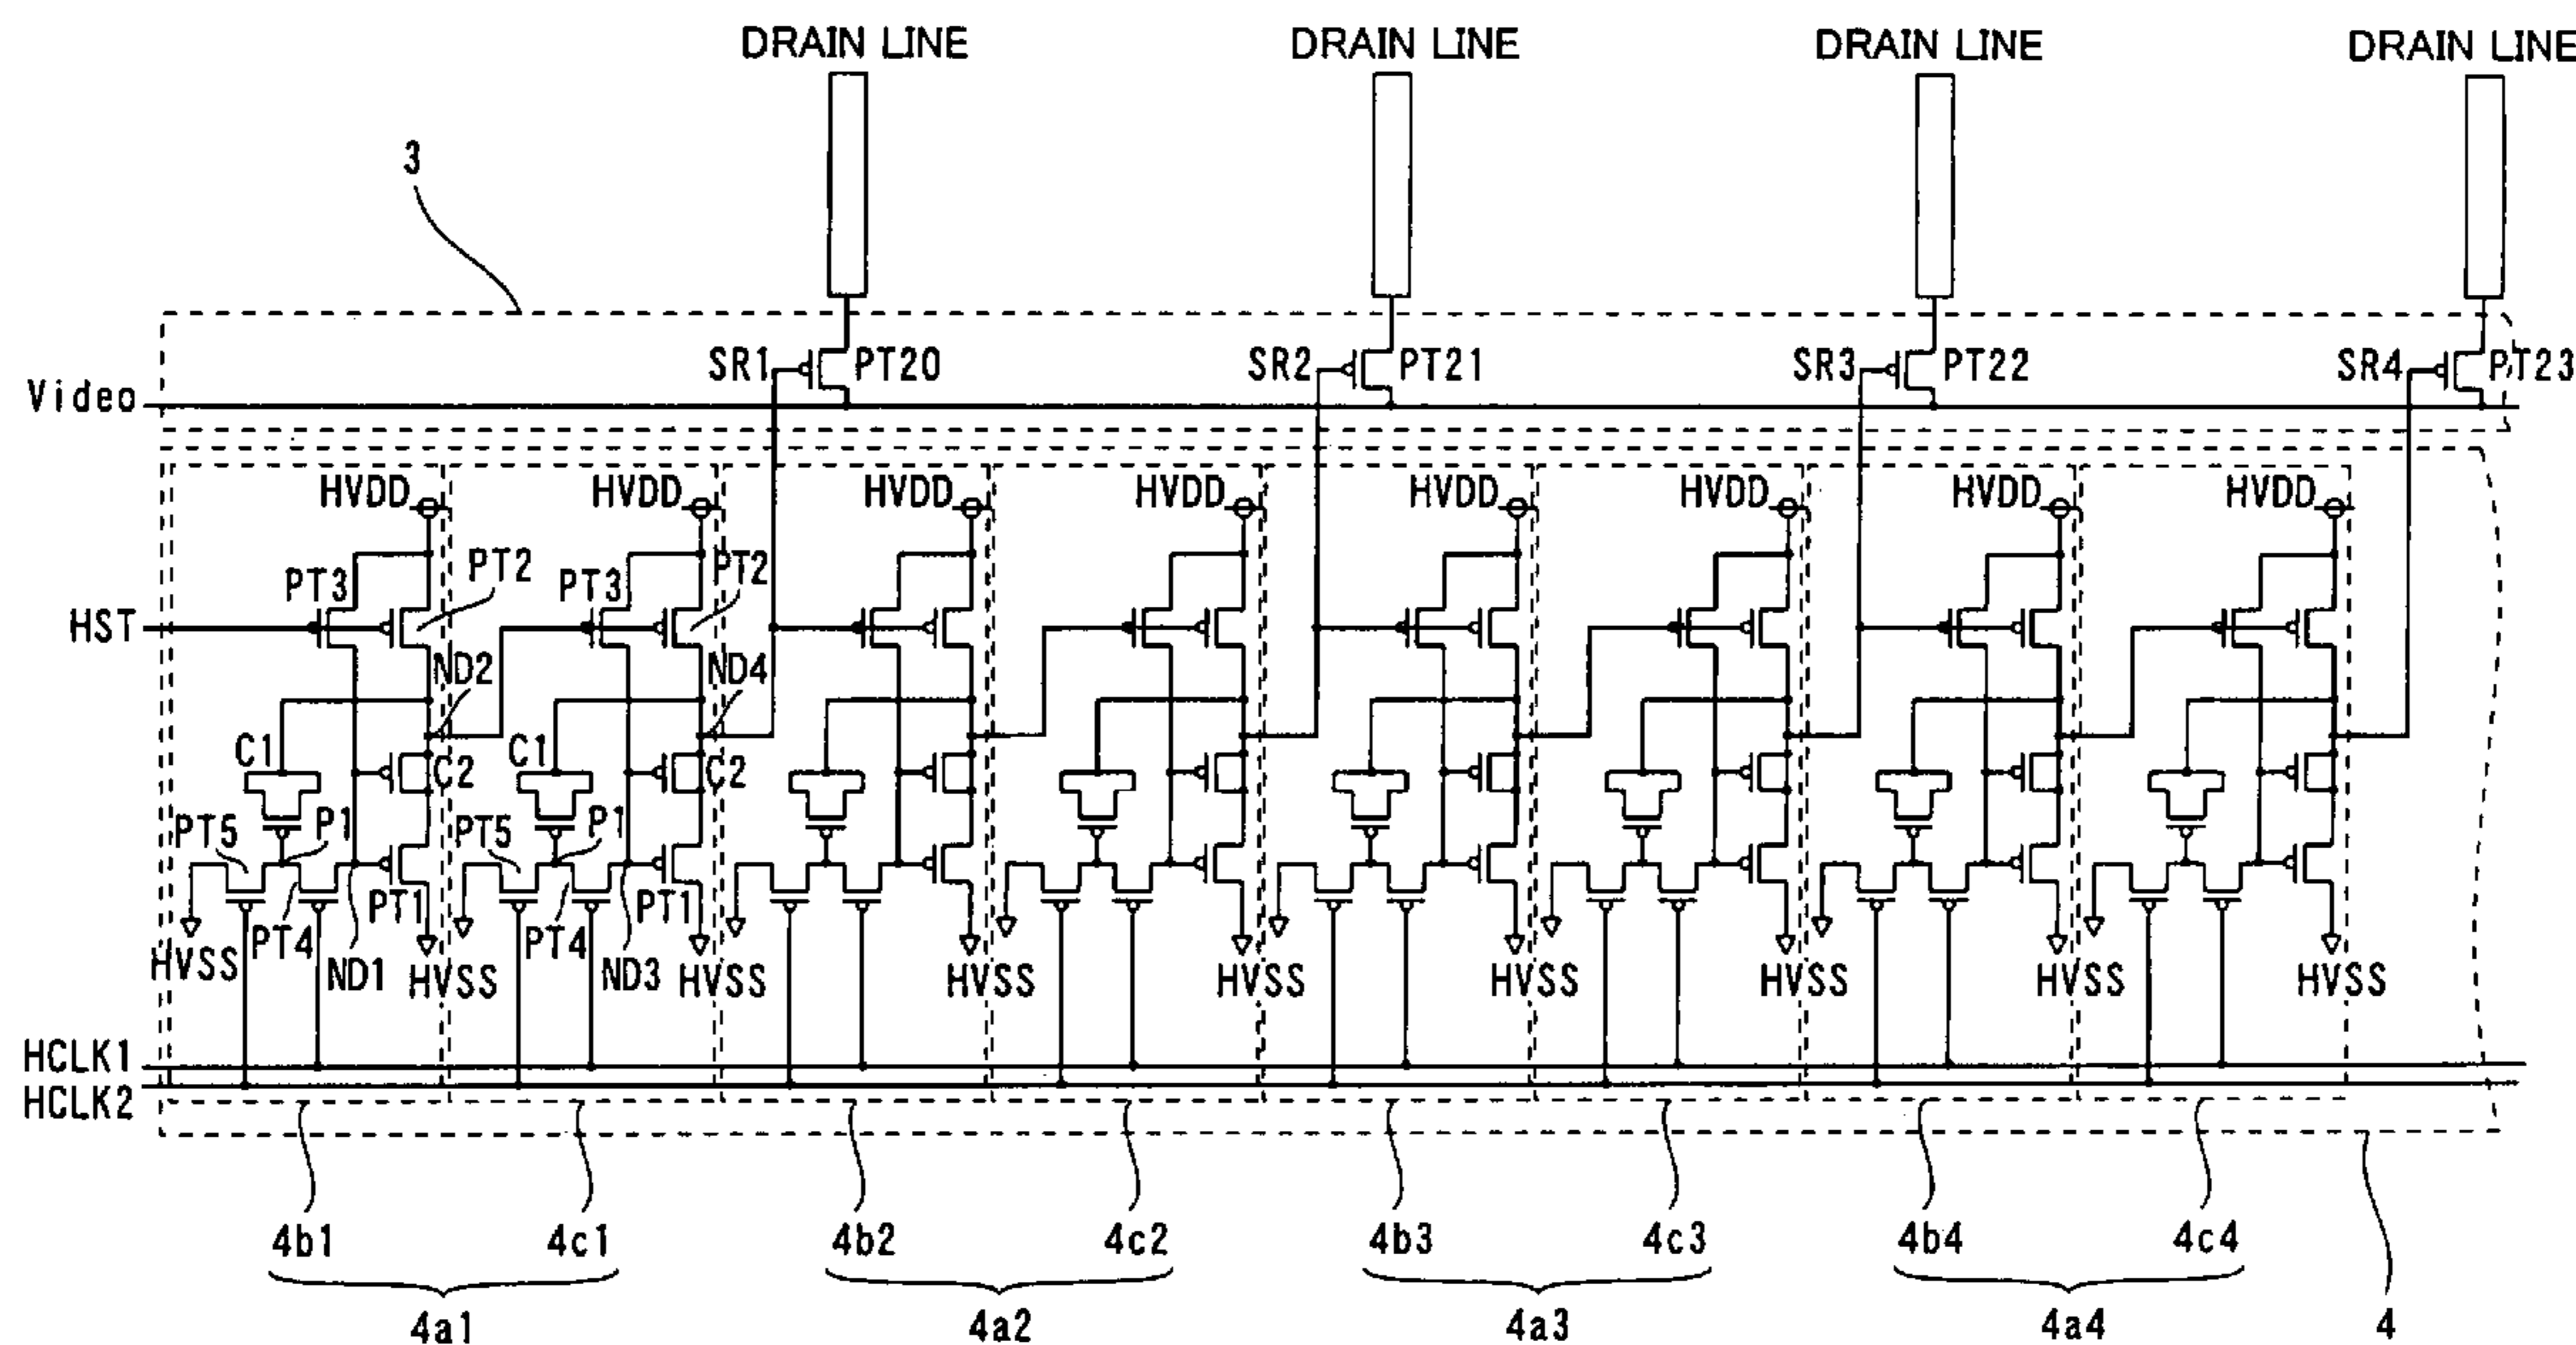 DRAIN LINE DRAIN LINE DRAIN LINE DRAIN LINE
3
SR1 PT20 SR2 PT21 SR3 PT22 SR4 PT23
Video
HVDD HVDD HVDD HVDD HVDD HVDD HVDD HVDD
PT3 PT2 PT3 PT2
HST
ND2 ND4
C1 C2 C1 C2
PT5 P1 PT5 P1
PT4 PT1 PT4 PT1
HVSS ND1 HVSS ND3 HVSS HVSS HVSS HVSS HVSS HVSS HVSS
HCLK1
HCLK2
4b1 4c1 4b2 4c2 4b3 4c3 4b4 4c4
4a1 4a2 4a3 4a4 4